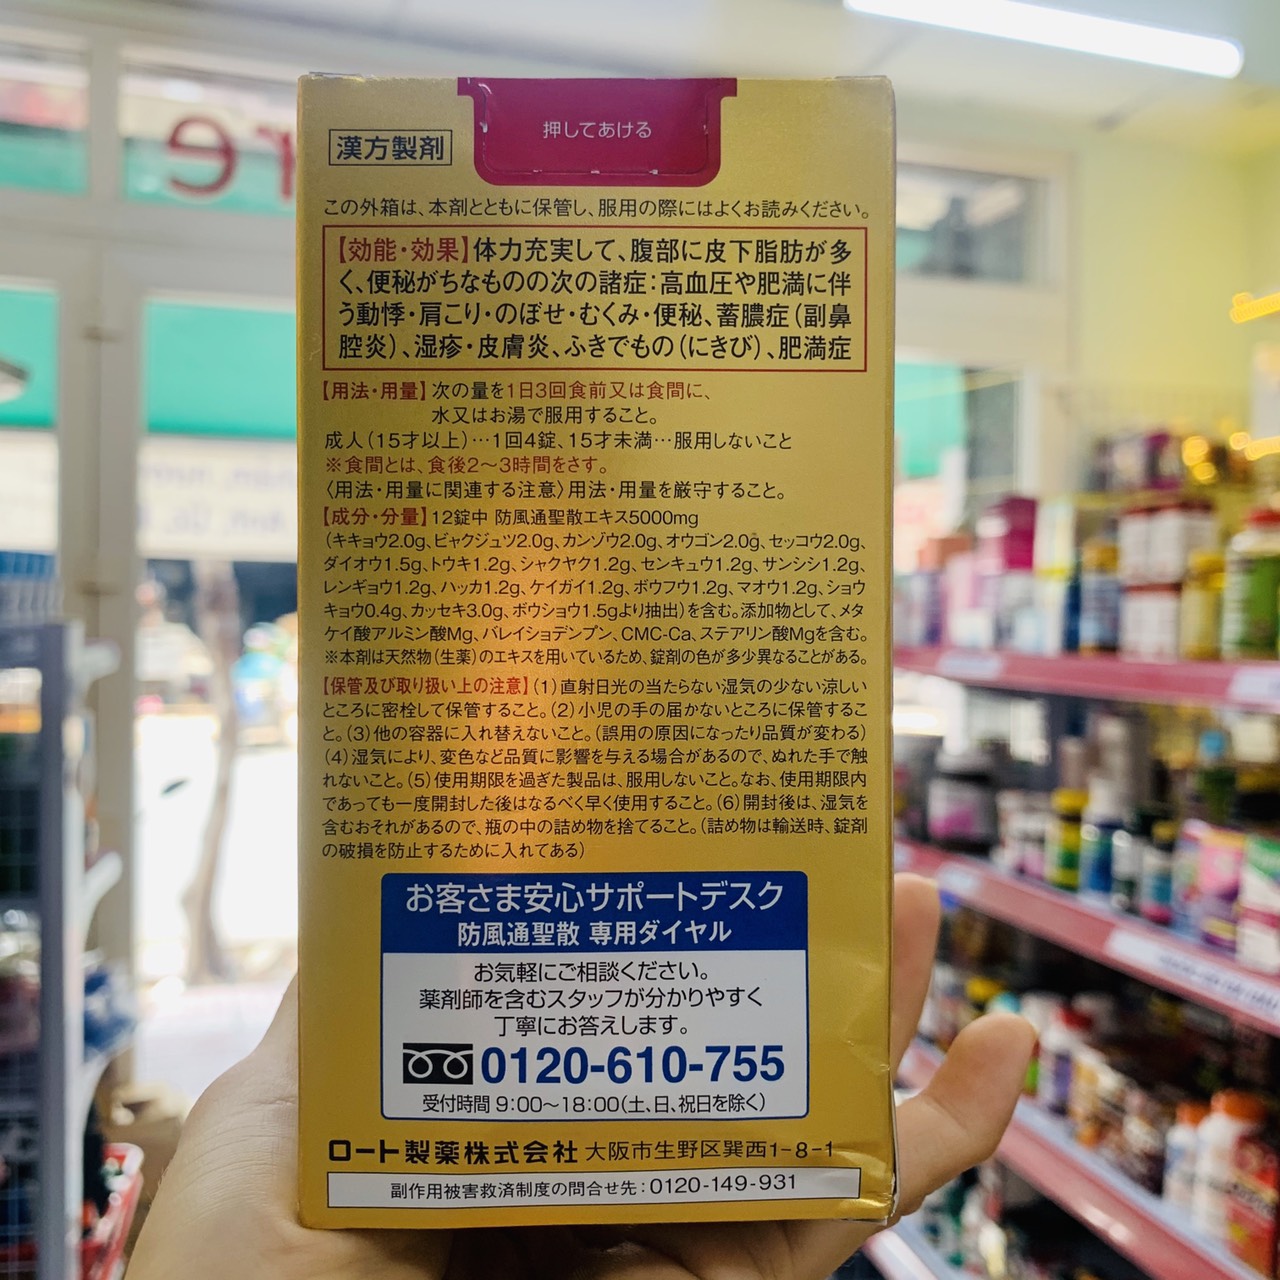 re
押してあける
漢方製剤
この外箱は、本剤とともに保管し、服用の際にはよくお読みください。
【効能・効果】体力充実して、腹部に皮下脂肪が多
く、便秘がちなものの次の諸症：高血圧や肥満に伴
う動悸・肩こり・のぼせ・むくみ・便秘、蓄膿症（副鼻
腔炎）、湿疹・皮膚炎、ふきでもの（にきび）、肥満症
【用法・用量】次の量を1日3回食前又は食間に、
水又はお湯で服用すること。
成人（15才以上）…1回4錠、15才未満…服用しないこと
※食間とは、食後2〜3時間をさす。
〈用法・用量に関連する注意〉用法・用量を厳守すること。
【成分・分量】12錠中 防風通聖散エキス5000mg
（キキョウ2.0g、ビャクジュツ2.0g、カンゾウ2.0g、オウゴン2.0g、セッコウ2.0g、
ダイオウ1.5g、トウキ1.2g、シャクヤク1.2g、センキュウ1.2g、サンシシ1.2g、
レンギョウ1.2g、ハッカ1.2g、ケイガイ1.2g、ボウフウ1.2g、マオウ1.2g、ショウ
キョウ0.4g、カッセキ3.0g、ボウショウ1.5gより抽出）を含む。添加物として、メタ
ケイ酸アルミン酸Mg、バレイショデンプン、CMC-Ca、ステアリン酸Mgを含む。
※本剤は天然物（生薬）のエキスを用いているため、錠剤の色が多少異なることがある。
【保管及び取り扱い上の注意】（1）直射日光の当たらない湿気の少ない涼しい
ところに密栓して保管すること。（2）小児の手の届かないところに保管するこ
と。（3）他の容器に入れ替えないこと。（誤用の原因になったり品質が変わる）
（4）湿気により、変色など品質に影響を与える場合があるので、ぬれた手で触
れないこと。（5）使用期限を過ぎた製品は、服用しないこと。なお、使用期限内
であっても一度開封した後はなるべく早く使用すること。（6）開封後は、湿気を
含むおそれがあるので、瓶の中の詰め物を捨てること。（詰め物は輸送時、錠剤
の破損を防止するために入れてある）
お客さま安心サポートデスク
防風通聖散 専用ダイヤル
お気軽にご相談ください。
薬剤師を含むスタッフが分かりやすく
丁寧にお答えします。
0120-610-755
受付時間 9:00〜18:00（土、日、祝日を除く）
ロート製薬株式会社 大阪市生野区巽西1-8-1
副作用被害救済制度の問合せ先：0120-149-931